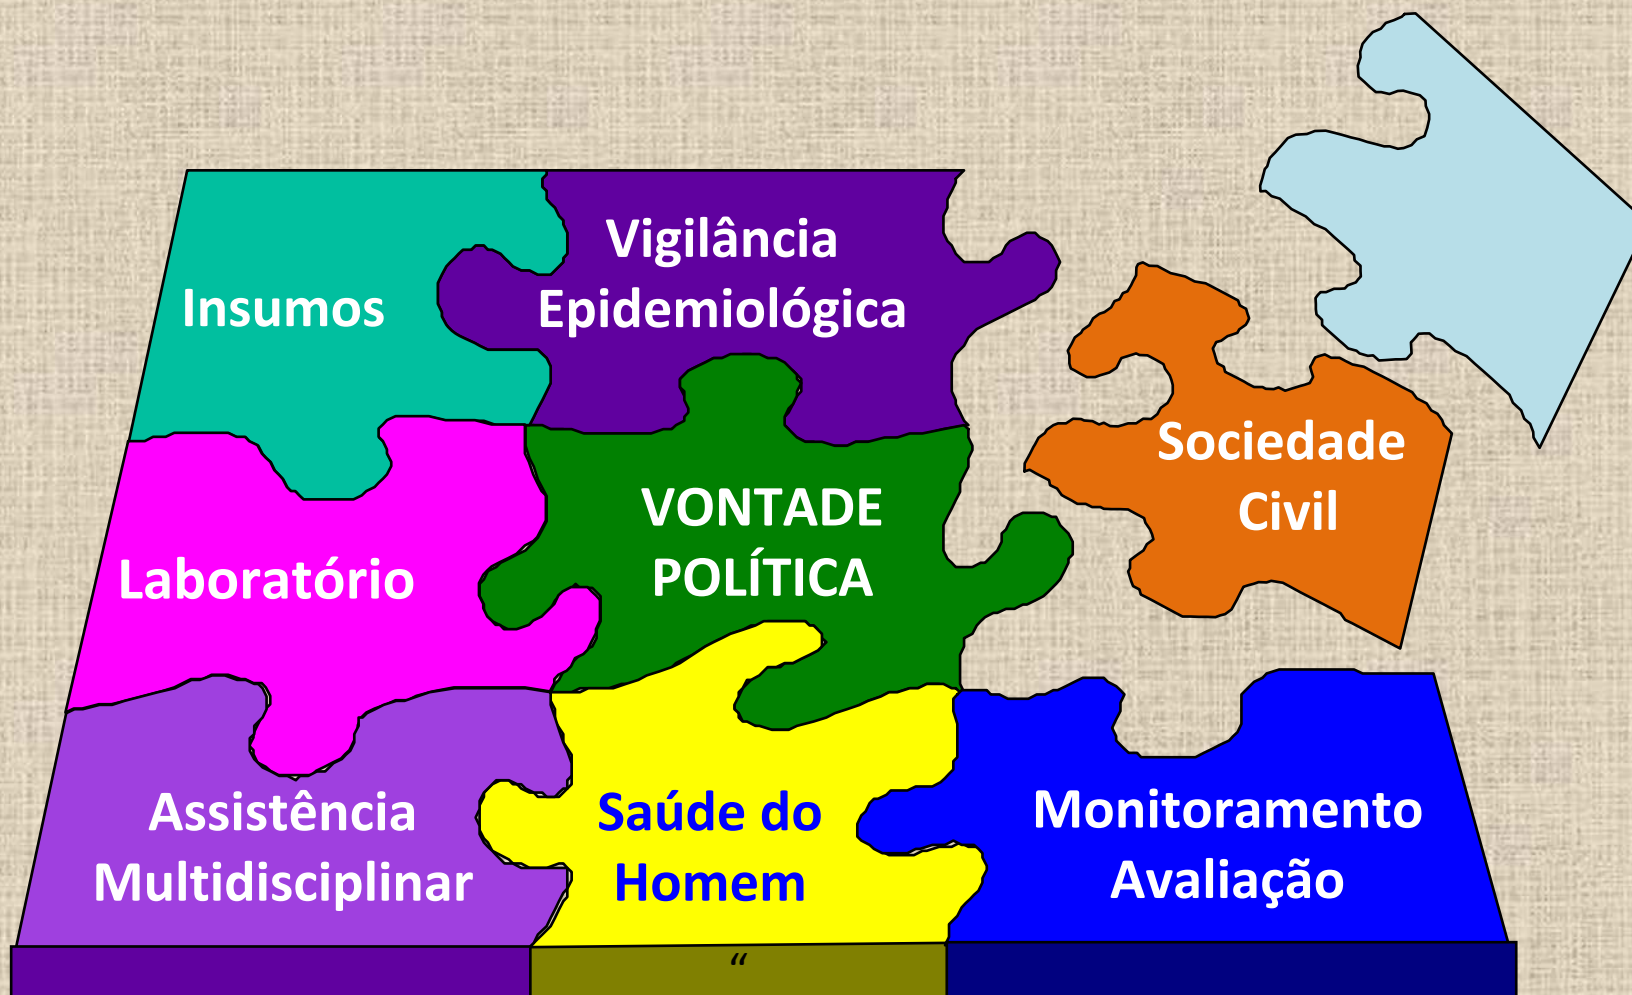 Vigilância
Epidemiológica
Insumos
Sociedade
Civil
VONTADE
POLÍTICA
Laboratório
Assistência
Multidisciplinar
Saúde do
Homem
Monitoramento
Avaliação
“